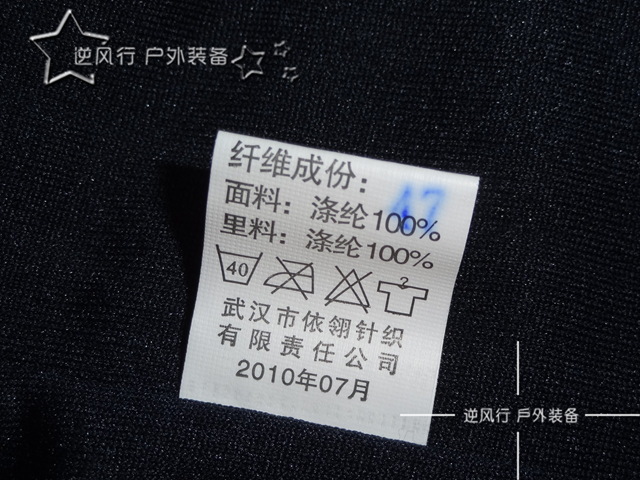 逆风行 户外装备
纤维成份：
47
面料：涤纶100%
里料：涤纶100%
40
2
武汉市依翎针织
有限责任公司
2010年07月
逆风行 户外装备